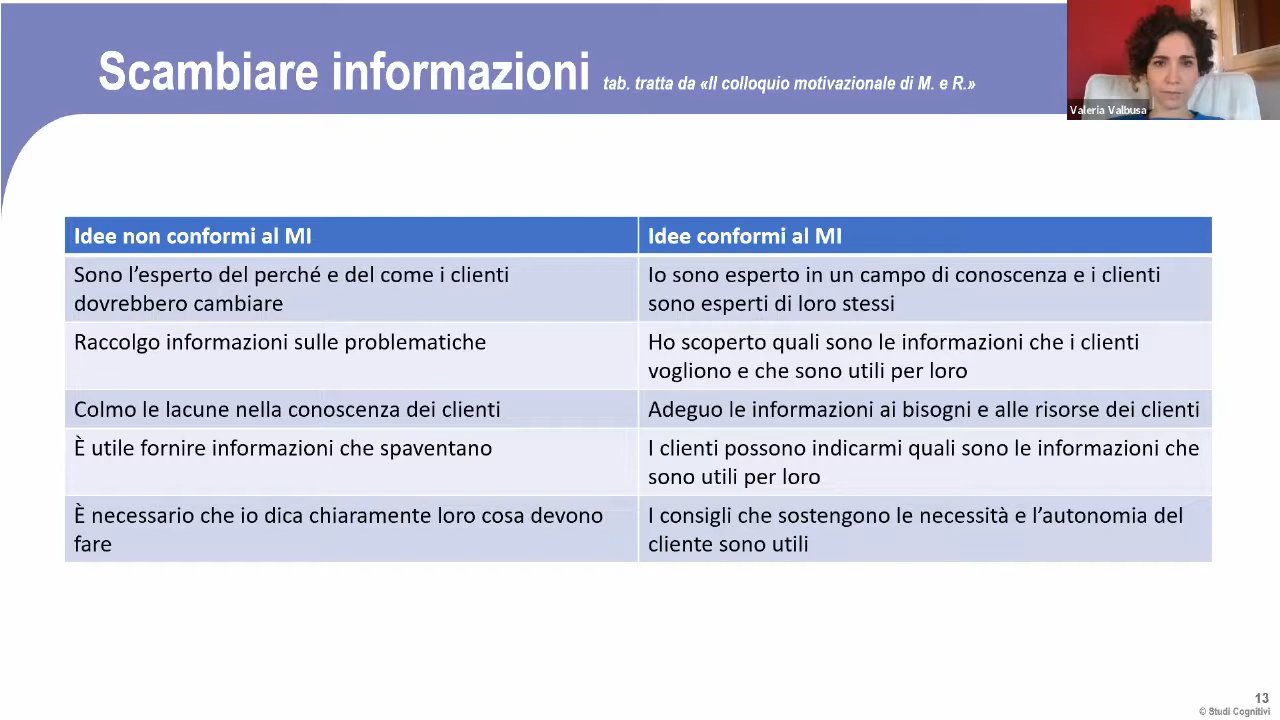 Scambiare informazioni tab. tratta da «Il colloquio motivazionale di M. e R.»
Valeria Valbusa
Idee non conformi al MI
Idee conformi al MI
Sono l’esperto del perché e del come i clienti
dovrebbero cambiare
Io sono esperto in un campo di conoscenza e i clienti
sono esperti di loro stessi
Raccolgo informazioni sulle problematiche
Ho scoperto quali sono le informazioni che i clienti
vogliono e che sono utili per loro
Colmo le lacune nella conoscenza dei clienti
Adeguo le informazioni ai bisogni e alle risorse dei clienti
È utile fornire informazioni che spaventano
I clienti possono indicarmi quali sono le informazioni che
sono utili per loro
È necessario che io dica chiaramente loro cosa devono
fare
I consigli che sostengono le necessità e l’autonomia del
cliente sono utili
13
© Studi Cognitivi